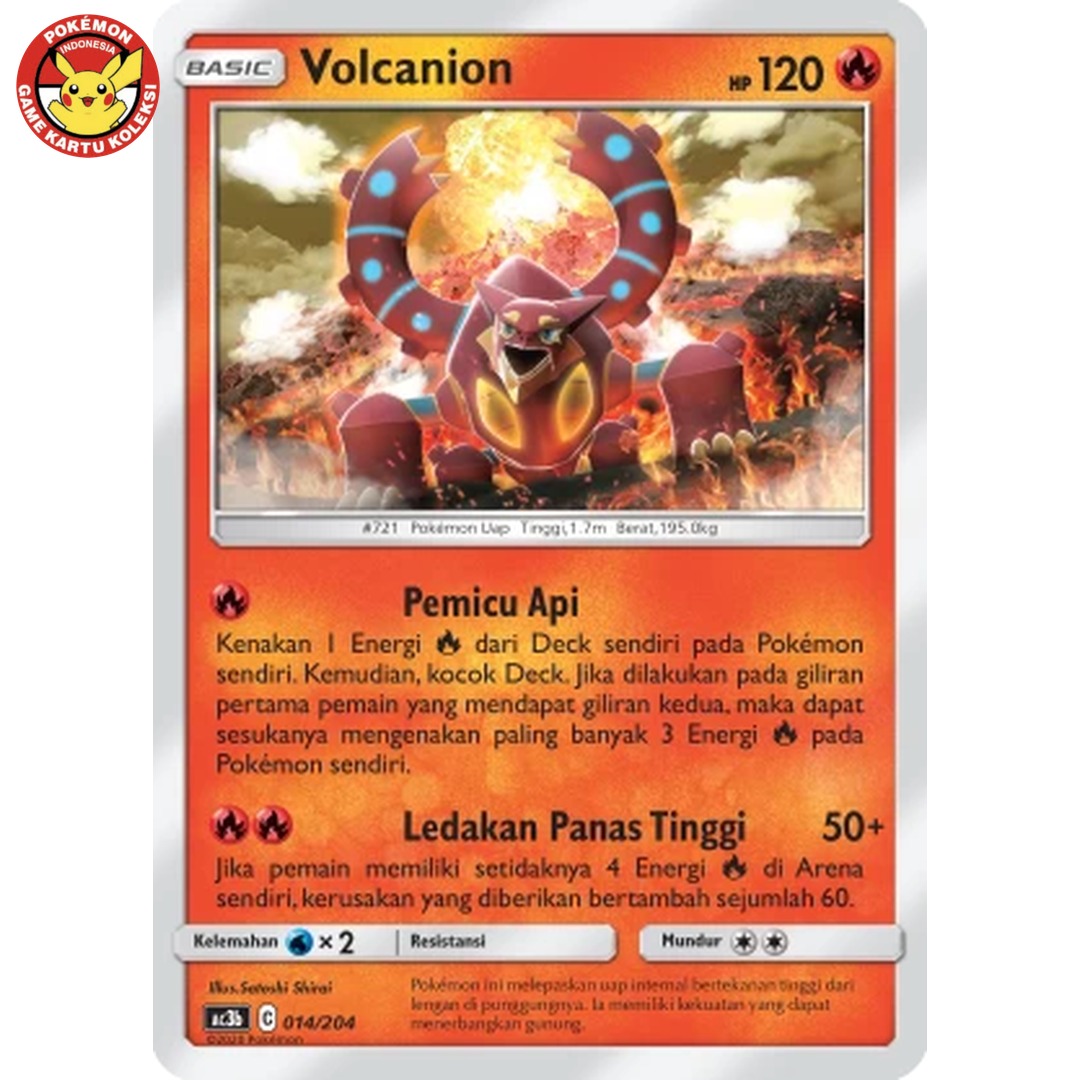 POKÉMON
INDONESIA
GAME KARTU KOLEKSI
BASIC
Volcanion
HP 120
#721 Pokémon Uap Tinggi,1.7m Berat,195.0kg
Pemicu Api
Kenakan 1 Energi dari Deck sendiri pada Pokémon
sendiri. Kemudian, kocok Deck. Jika dilakukan pada giliran
pertama pemain yang mendapat giliran kedua, maka dapat
sesukanya mengenakan paling banyak 3 Energi pada
Pokémon sendiri.
Ledakan Panas Tinggi 50+
Jika pemain memiliki setidaknya 4 Energi di Arena
sendiri, kerusakan yang diberikan bertambah sejumlah 60.
Kelemahan ×2 Resistansi Mundur
Illus. Satoshi Shirai
Pokémon ini melepaskan uap internal bertekanan tinggi dari
lengan di punggungnya. Ia memiliki kekuatan yang dapat
menerbangkan gunung.
AC3b C 014/204
©2020 Pokémon